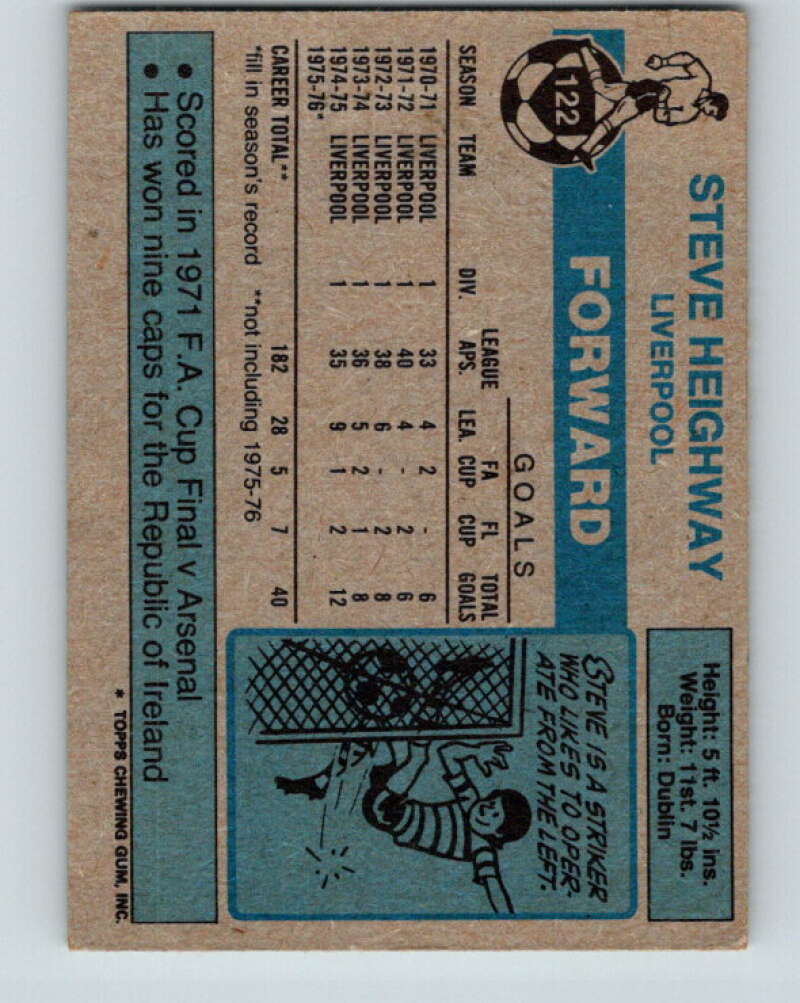 122
STEVE HEIGHWAY
LIVERPOOL
Height: 5 ft. 10½ ins.
Weight: 11st. 7 lbs.
Born: Dublin
FORWARD
GOALS
SEASON TEAM DIV. LEAGUE APS. LEA. FA CUP FL CUP TOTAL GOALS
1970-71 LIVERPOOL 1 33 4 2 - 6
1971-72 LIVERPOOL 1 40 4 - 2 6
1972-73 LIVERPOOL 1 38 6 - 2 8
1973-74 LIVERPOOL 1 36 5 2 1 8
1974-75 LIVERPOOL 1 35 9 1 2 12
1975-76*
CAREER TOTAL** 182 28 5 7 40
*fill in season's record **not including 1975-76
STEVE IS A STRIKER
WHO LIKES TO OPER-
ATE FROM THE LEFT.
• Scored in 1971 F.A. Cup Final v Arsenal
• Has won nine caps for the Republic of Ireland
* TOPPS CHEWING GUM, INC.